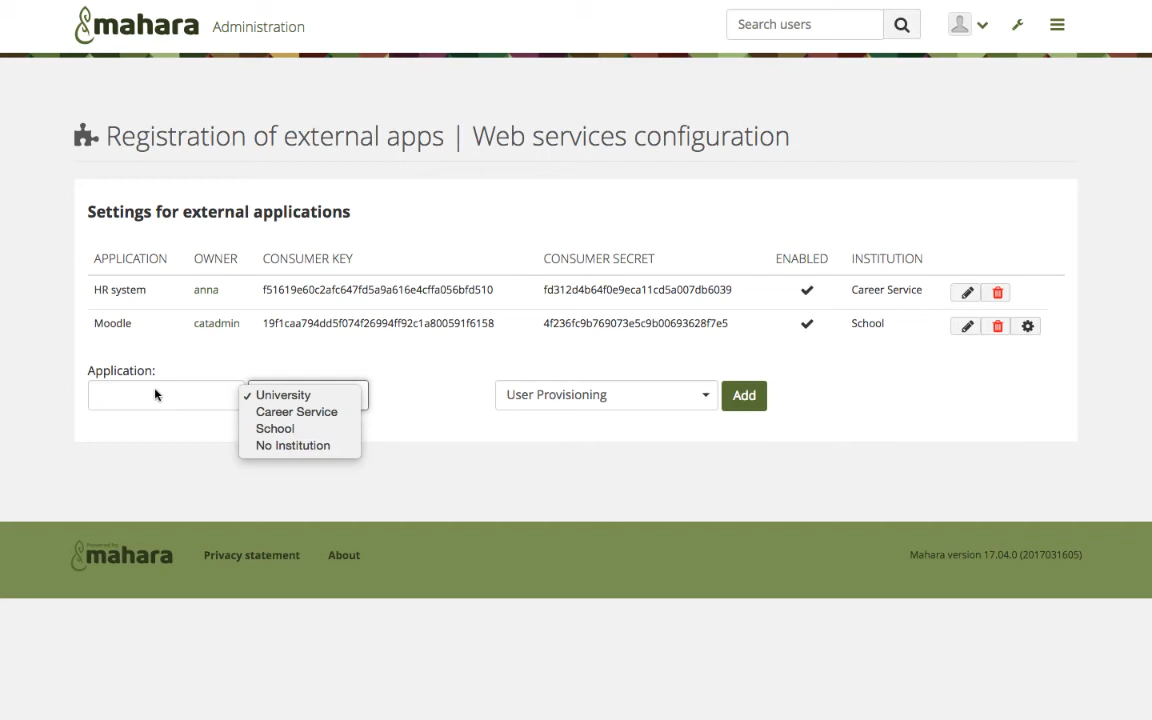 mahara Administration
Search users
Registration of external apps | Web services configuration
Settings for external applications
APPLICATION OWNER CONSUMER KEY CONSUMER SECRET ENABLED INSTITUTION
HR system anna f51619e60c2afc647fd5a9a616e4cffa056bfd510 fd312d4b64f0e9eca11cd5a007db6039 Career Service
Moodle catadmin 19f1caa794dd5f074f26994ff92c1a800591f6158 4f236fc9b769073e5c9b00693628f7e5 School
Application:
User Provisioning Add
✓ University
Career Service
School
No Institution
Powered by
mahara Privacy statement About Mahara version 17.04.0 (2017031605)